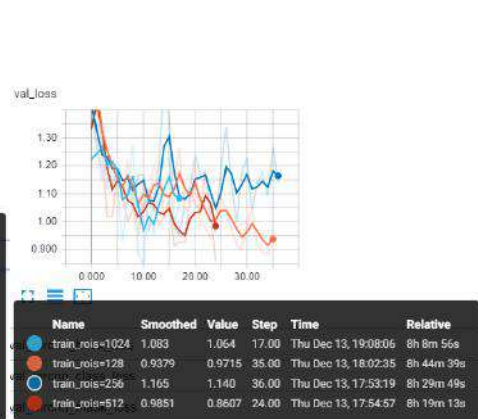 val_loss
1.30
1.20
1.10
1.00
0.900
0.000 10.00 20.00 30.00
Name Smoothed Value Step Time Relative
train_rois=1024 1.083 1.064 17.00 Thu Dec 13, 19:08:06 8h 8m 56s
train_rois=128 0.9379 0.9715 35.00 Thu Dec 13, 18:02:35 8h 44m 39s
train_rois=256 1.165 1.140 36.00 Thu Dec 13, 17:53:19 8h 29m 49s
train_rois=512 0.9851 0.8607 24.00 Thu Dec 13, 17:54:57 8h 19m 13s